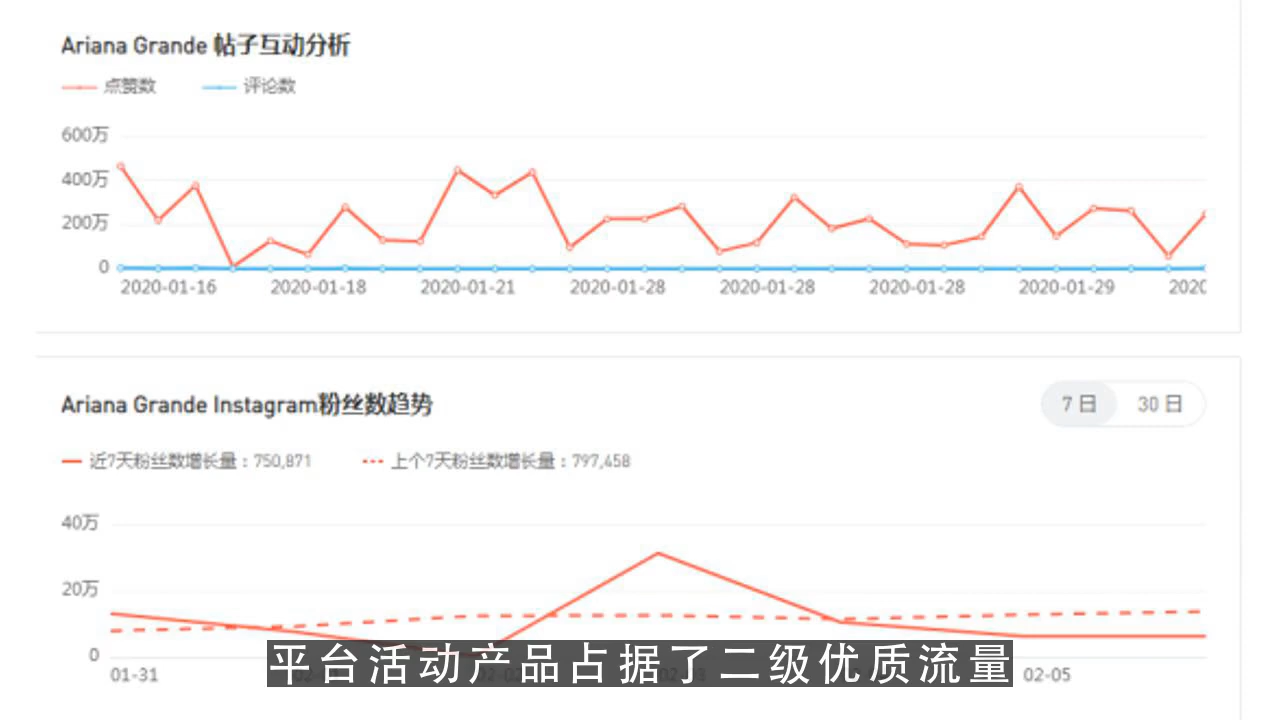 Ariana Grande 帖子互动分析
点赞数 评论数
600万
400万
200万
0
2020-01-16 2020-01-18 2020-01-21 2020-01-28 2020-01-28 2020-01-28 2020-01-29 2020
Ariana Grande Instagram粉丝数趋势
7 日 30 日
近7天粉丝数增长量：750,871 上个7天粉丝数增长量：797,458
40万
20万
0
01-31 02-05
平台活动产品占据了二级优质流量